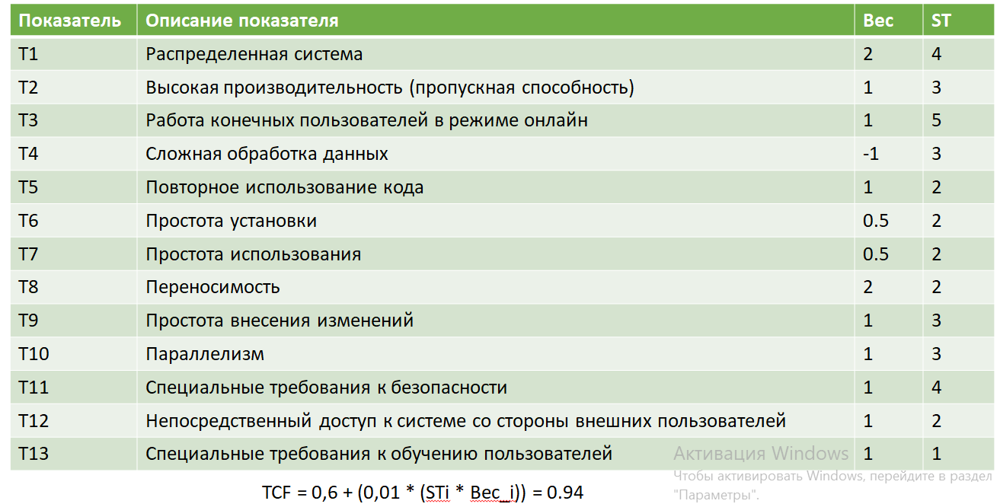 Показатель Описание показателя Вес ST
T1 Распределенная система 2 4
T2 Высокая производительность (пропускная способность) 1 3
T3 Работа конечных пользователей в режиме онлайн 1 5
T4 Сложная обработка данных -1 3
T5 Повторное использование кода 1 2
T6 Простота установки 0.5 2
T7 Простота использования 0.5 2
T8 Переносимость 2 2
T9 Простота внесения изменений 1 3
T10 Параллелизм 1 3
T11 Специальные требования к безопасности 1 4
T12 Непосредственный доступ к системе со стороны внешних пользователей 1 2
T13 Специальные требования к обучению пользователей 1 1
Активация Windows
Чтобы активировать Windows, перейдите в раздел
"Параметры".
TCF = 0,6 + (0,01 * (STi * Вес_i)) = 0.94